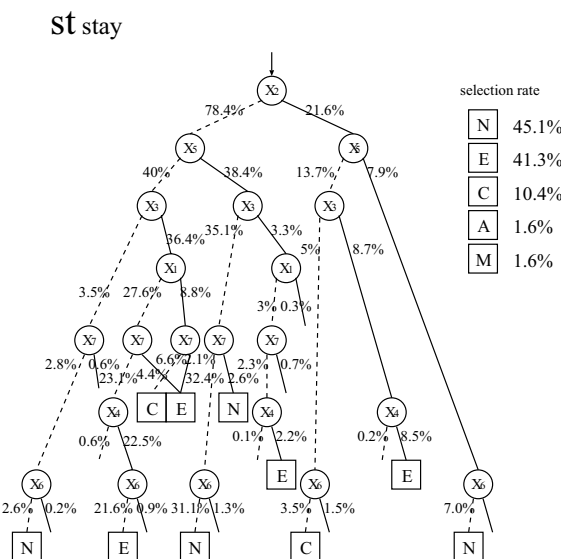 st stay
X2
selection rate
78.4% 21.6%
N 45.1%
X5 X5
E 41.3%
40% 38.4% 13.7% 7.9%
C 10.4%
X3 X3 X3
A 1.6%
36.4% 35.1% 3.3% 5% 8.7%
M 1.6%
X1 X1
3.5% 27.6% 8.8% 3% 0.3%
X7 X7 X7 X7 X7
2.8% 0.6% 23.1% 4.4% 6.6% 2.1% 32.4% 2.6% 2.3% 0.7%
C E N
X4 X4 X4
0.6% 22.5% 0.1% 2.2% 0.2% 8.5%
E E
X6 X6 X6 X6 X6
2.6% 0.2% 21.6% 0.9% 31.1% 1.3% 3.5% 1.5% 7.0%
N E N C N